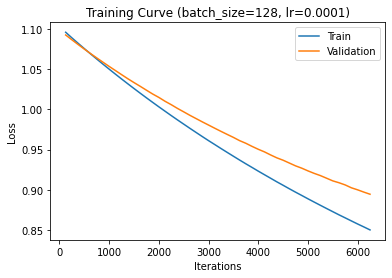 Training Curve (batch_size=128, lr=0.0001)
1.10
1.05
1.00
0.95
0.90
0.85
Loss
Train
Validation
0 1000 2000 3000 4000 5000 6000
Iterations